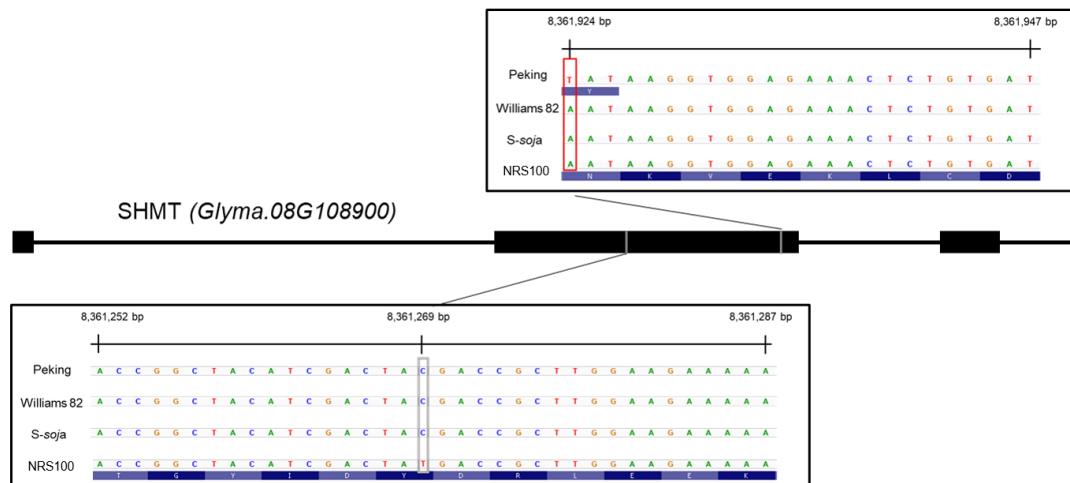 8,361,924 bp 8,361,947 bp
Peking T A T A A G G T G G A G A A A C T C T G T G A T
Y
Williams 82 A A T A A G G T G G A G A A A C T C T G T G A T
S-soja A A T A A G G T G G A G A A A C T C T G T G A T
NRS100 A A T A A G G T G G A G A A A C T C T G T G A T
N K V E K L C D
SHMT (Glyma.08G108900)
8,361,252 bp 8,361,269 bp 8,361,287 bp
Peking A C C G G C T A C A T C G A C T A C G A C C G C T T G G A A G A A A A A
Williams 82 A C C G G C T A C A T C G A C T A C G A C C G C T T G G A A G A A A A A
S-soja A C C G G C T A C A T C G A C T A C G A C C G C T T G G A A G A A A A A
NRS100 A C C G G C T A C A T C G A C T A T G A C C G C T T G G A A G A A A A A
T G Y I D Y D R L E E K